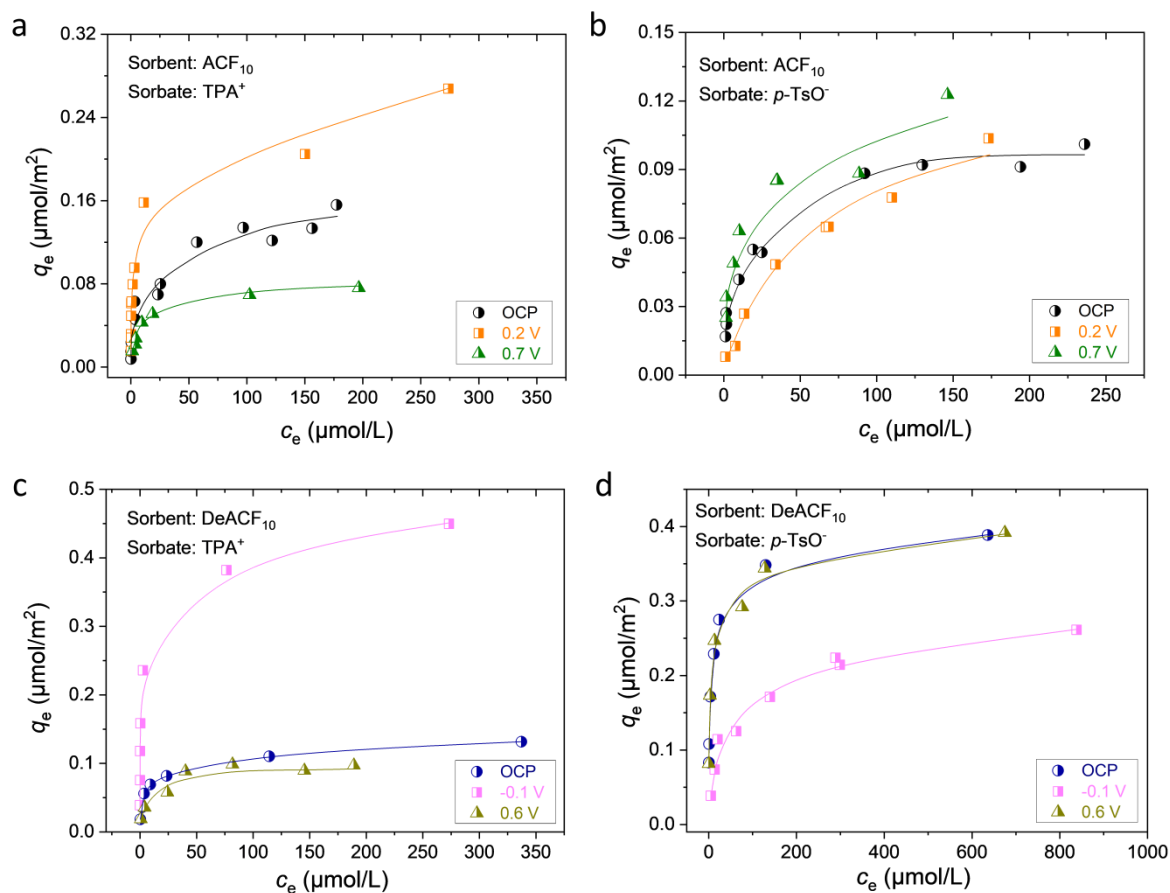 a
0.32
0.24
0.16
0.08
0.00
qe (µmol/m²)
Sorbent: ACF₁₀
Sorbate: TPA⁺
OCP
0.2 V
0.7 V
0 50 100 150 200 250 300 350
cₑ (µmol/L)
b
0.15
0.12
0.09
0.06
0.03
0.00
qe (µmol/m²)
Sorbent: ACF₁₀
Sorbate: p-TsO⁻
OCP
0.2 V
0.7 V
0 50 100 150 200 250
cₑ (µmol/L)
c
0.5
0.4
0.3
0.2
0.1
0.0
qe (µmol/m²)
Sorbent: DeACF₁₀
Sorbate: TPA⁺
OCP
-0.1 V
0.6 V
0 50 100 150 200 250 300 350
cₑ (µmol/L)
d
0.4
0.3
0.2
0.1
0.0
qe (µmol/m²)
Sorbent: DeACF₁₀
Sorbate: p-TsO⁻
OCP
-0.1 V
0.6 V
0 200 400 600 800 1000
cₑ (µmol/L)